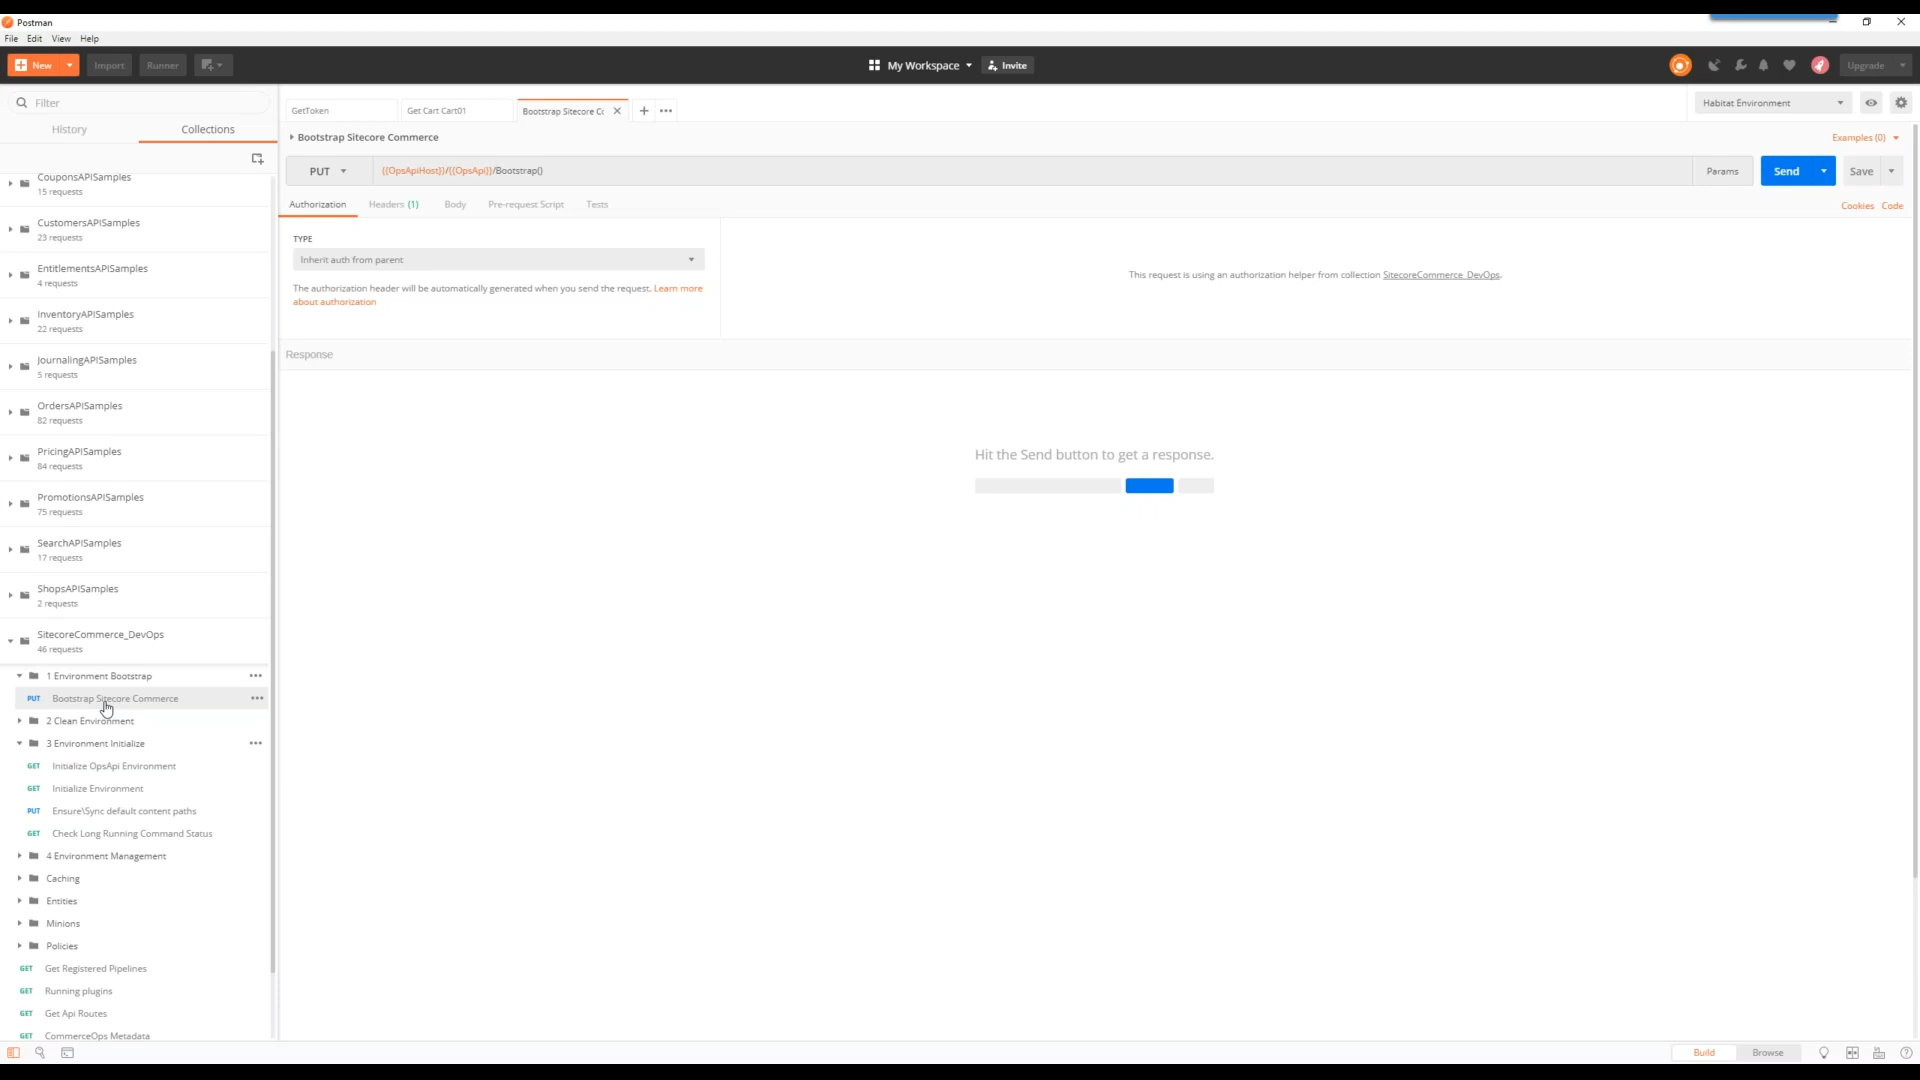 Postman
File Edit View Help
New Import Runner My Workspace Invite Upgrade
Filter
History Collections
CouponsAPISamples
15 requests
CustomersAPISamples
23 requests
EntitlementsAPISamples
4 requests
InventoryAPISamples
22 requests
JournalingAPISamples
5 requests
OrdersAPISamples
82 requests
PricingAPISamples
84 requests
PromotionsAPISamples
75 requests
SearchAPISamples
17 requests
ShopsAPISamples
2 requests
SitecoreCommerce_DevOps
46 requests
1 Environment Bootstrap
PUT Bootstrap Sitecore Commerce
2 Clean Environment
3 Environment Initialize
GET Initialize OpsApi Environment
GET Initialize Environment
PUT Ensure\Sync default content paths
GET Check Long Running Command Status
4 Environment Management
Caching
Entities
Minions
Policies
GET Get Registered Pipelines
GET Running plugins
GET Get Api Routes
GET CommerceOps Metadata
GetToken Get Cart Cart01 Bootstrap Sitecore Cc
Habitat Environment
Bootstrap Sitecore Commerce
Examples (0)
PUT {{OpsApiHost}}/{{OpsApi}}/Bootstrap() Params Send Save
Authorization Headers (1) Body Pre-request Script Tests
Cookies Code
TYPE
Inherit auth from parent
The authorization header will be automatically generated when you send the request. Learn more
about authorization
This request is using an authorization helper from collection SitecoreCommerce_DevOps.
Response
Hit the Send button to get a response.
Build Browse